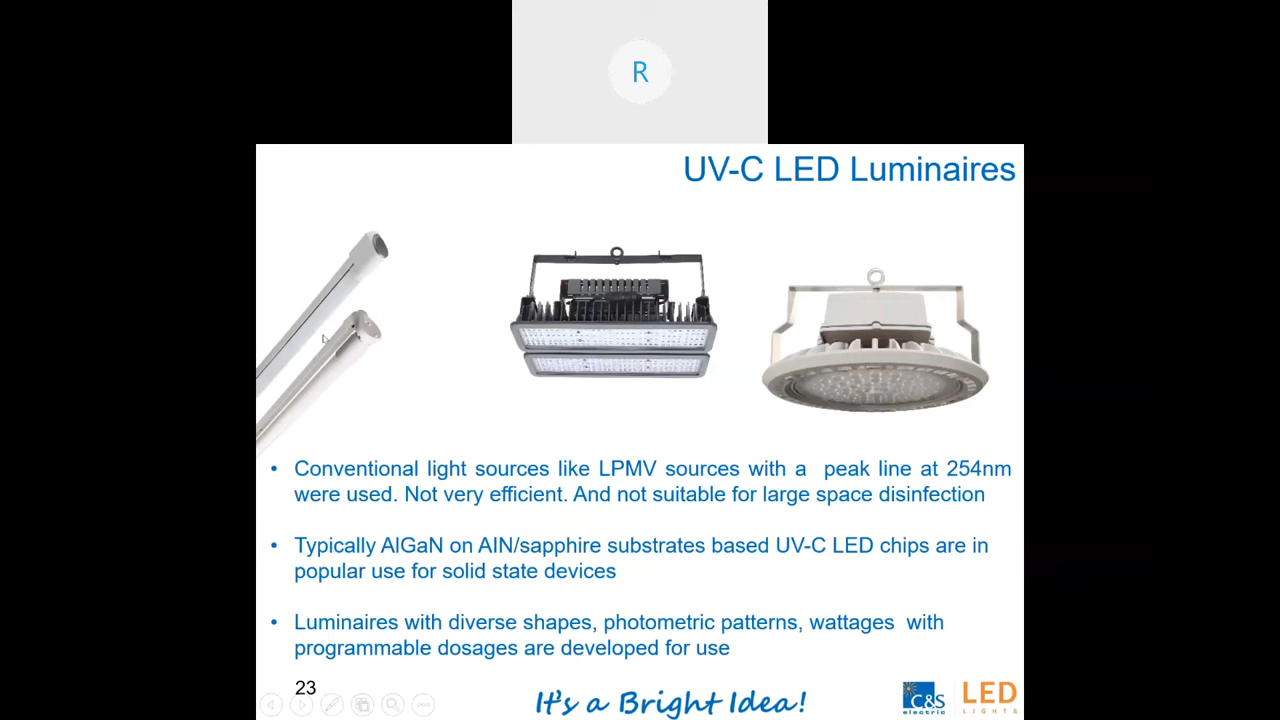 R
UV-C LED Luminaires
• Conventional light sources like LPMV sources with a peak line at 254nm
were used. Not very efficient. And not suitable for large space disinfection
• Typically AlGaN on AlN/sapphire substrates based UV-C LED chips are in
popular use for solid state devices
• Luminaires with diverse shapes, photometric patterns, wattages with
programmable dosages are developed for use
23
It's a Bright Idea!
C&S
electric
LED
LIGHTS